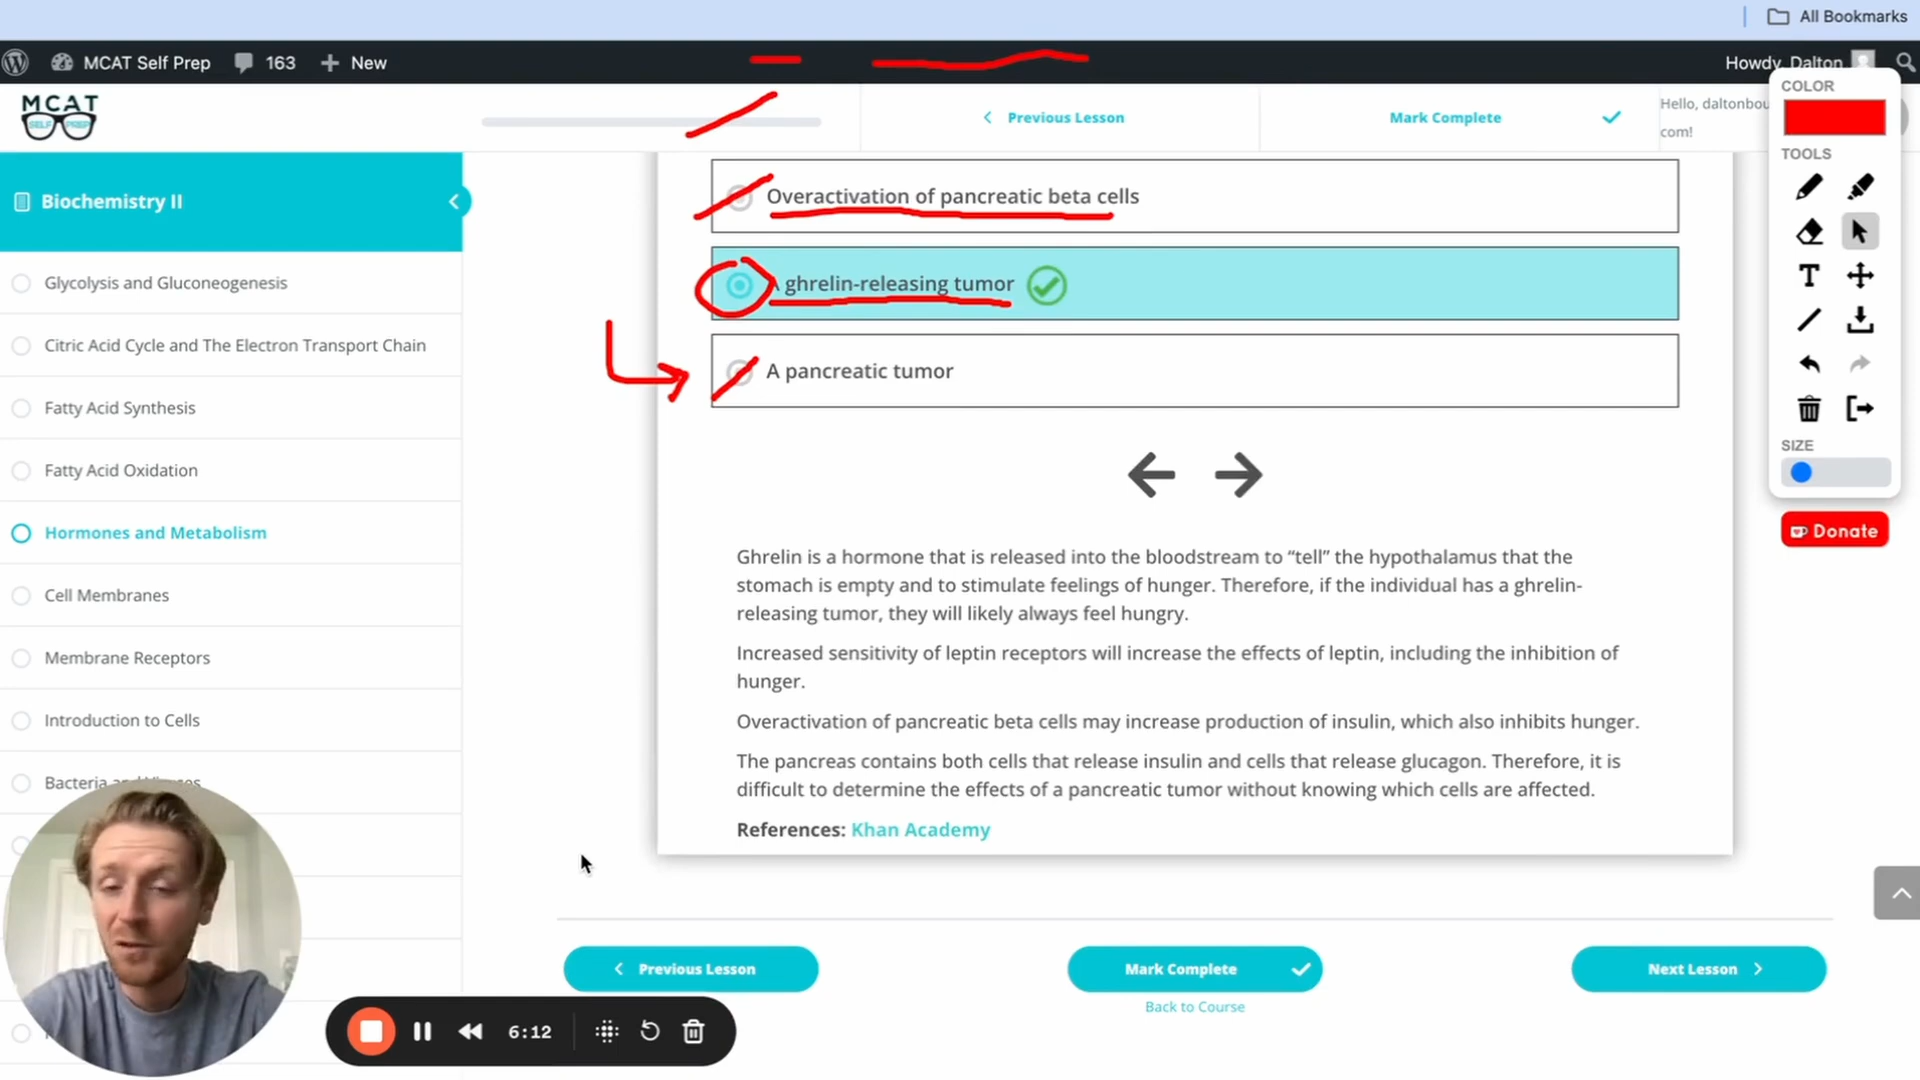 All Bookmarks
MCAT Self Prep
163
New
Howdy, Dalton
COLOR
MCAT
SELF PREP
Previous Lesson
Mark Complete
Hello, daltonbou
com!
TOOLS
Biochemistry II
Overactivation of pancreatic beta cells
A ghrelin-releasing tumor
A pancreatic tumor
T
SIZE
Donate
Glycolysis and Gluconeogenesis
Citric Acid Cycle and The Electron Transport Chain
Fatty Acid Synthesis
Fatty Acid Oxidation
Hormones and Metabolism
Cell Membranes
Membrane Receptors
Introduction to Cells
Bacteria and Viruses
Ghrelin is a hormone that is released into the bloodstream to “tell” the hypothalamus that the
stomach is empty and to stimulate feelings of hunger. Therefore, if the individual has a ghrelin-
releasing tumor, they will likely always feel hungry.
Increased sensitivity of leptin receptors will increase the effects of leptin, including the inhibition of
hunger.
Overactivation of pancreatic beta cells may increase production of insulin, which also inhibits hunger.
The pancreas contains both cells that release insulin and cells that release glucagon. Therefore, it is
difficult to determine the effects of a pancreatic tumor without knowing which cells are affected.
References: Khan Academy
Previous Lesson
Mark Complete
Next Lesson
Back to Course
6:12